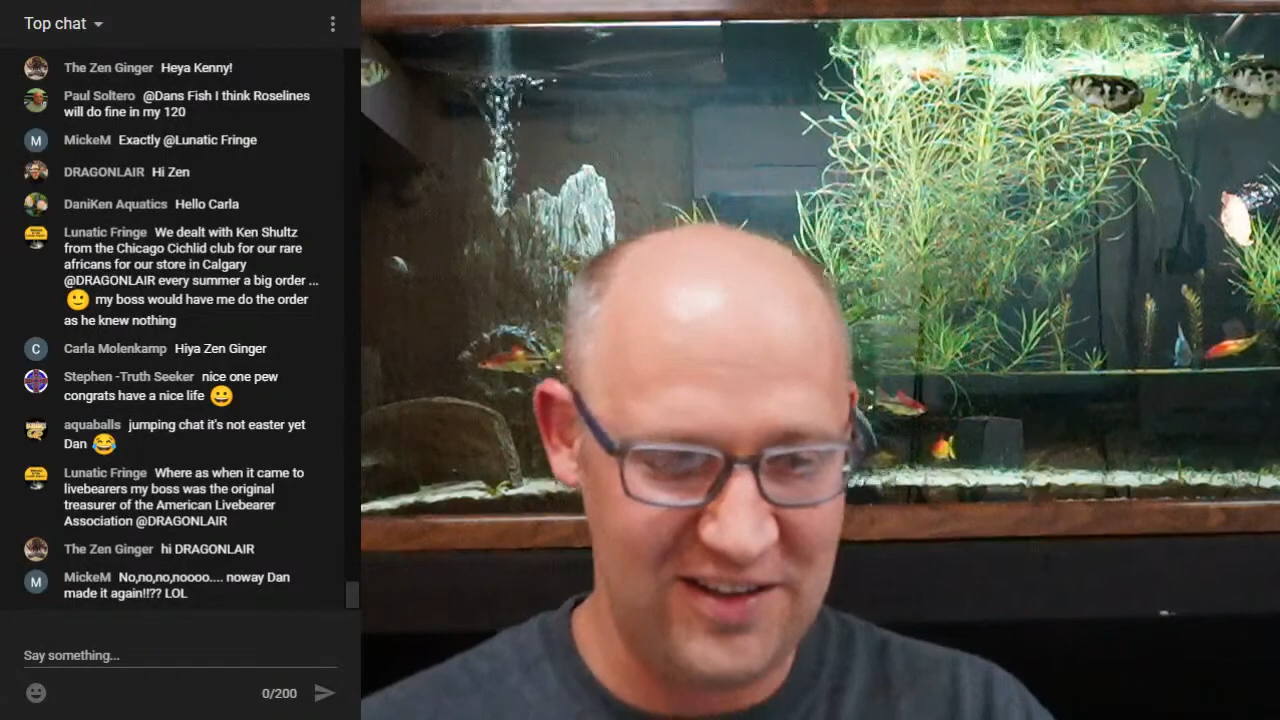 Top chat
The Zen Ginger Heya Kenny!
Paul Soltero @Dans Fish I think Roselines
will do fine in my 120
M MickeM Exactly @Lunatic Fringe
DRAGONLAIR Hi Zen
DaniKen Aquatics Hello Carla
Lunatic Fringe We dealt with Ken Shultz
from the Chicago Cichlid club for our rare
africans for our store in Calgary
@DRAGONLAIR every summer a big order ...
🙂 my boss would have me do the order
as he knew nothing
C Carla Molenkamp Hiya Zen Ginger
Stephen -Truth Seeker nice one pew
congrats have a nice life 😀
aquaballs jumping chat it's not easter yet
Dan 😂
Lunatic Fringe Where as when it came to
livebearers my boss was the original
treasurer of the American Livebearer
Association @DRAGONLAIR
The Zen Ginger hi DRAGONLAIR
M MickeM No,no,no,noooo.... noway Dan
made it again!!?? LOL
Say something...
0/200